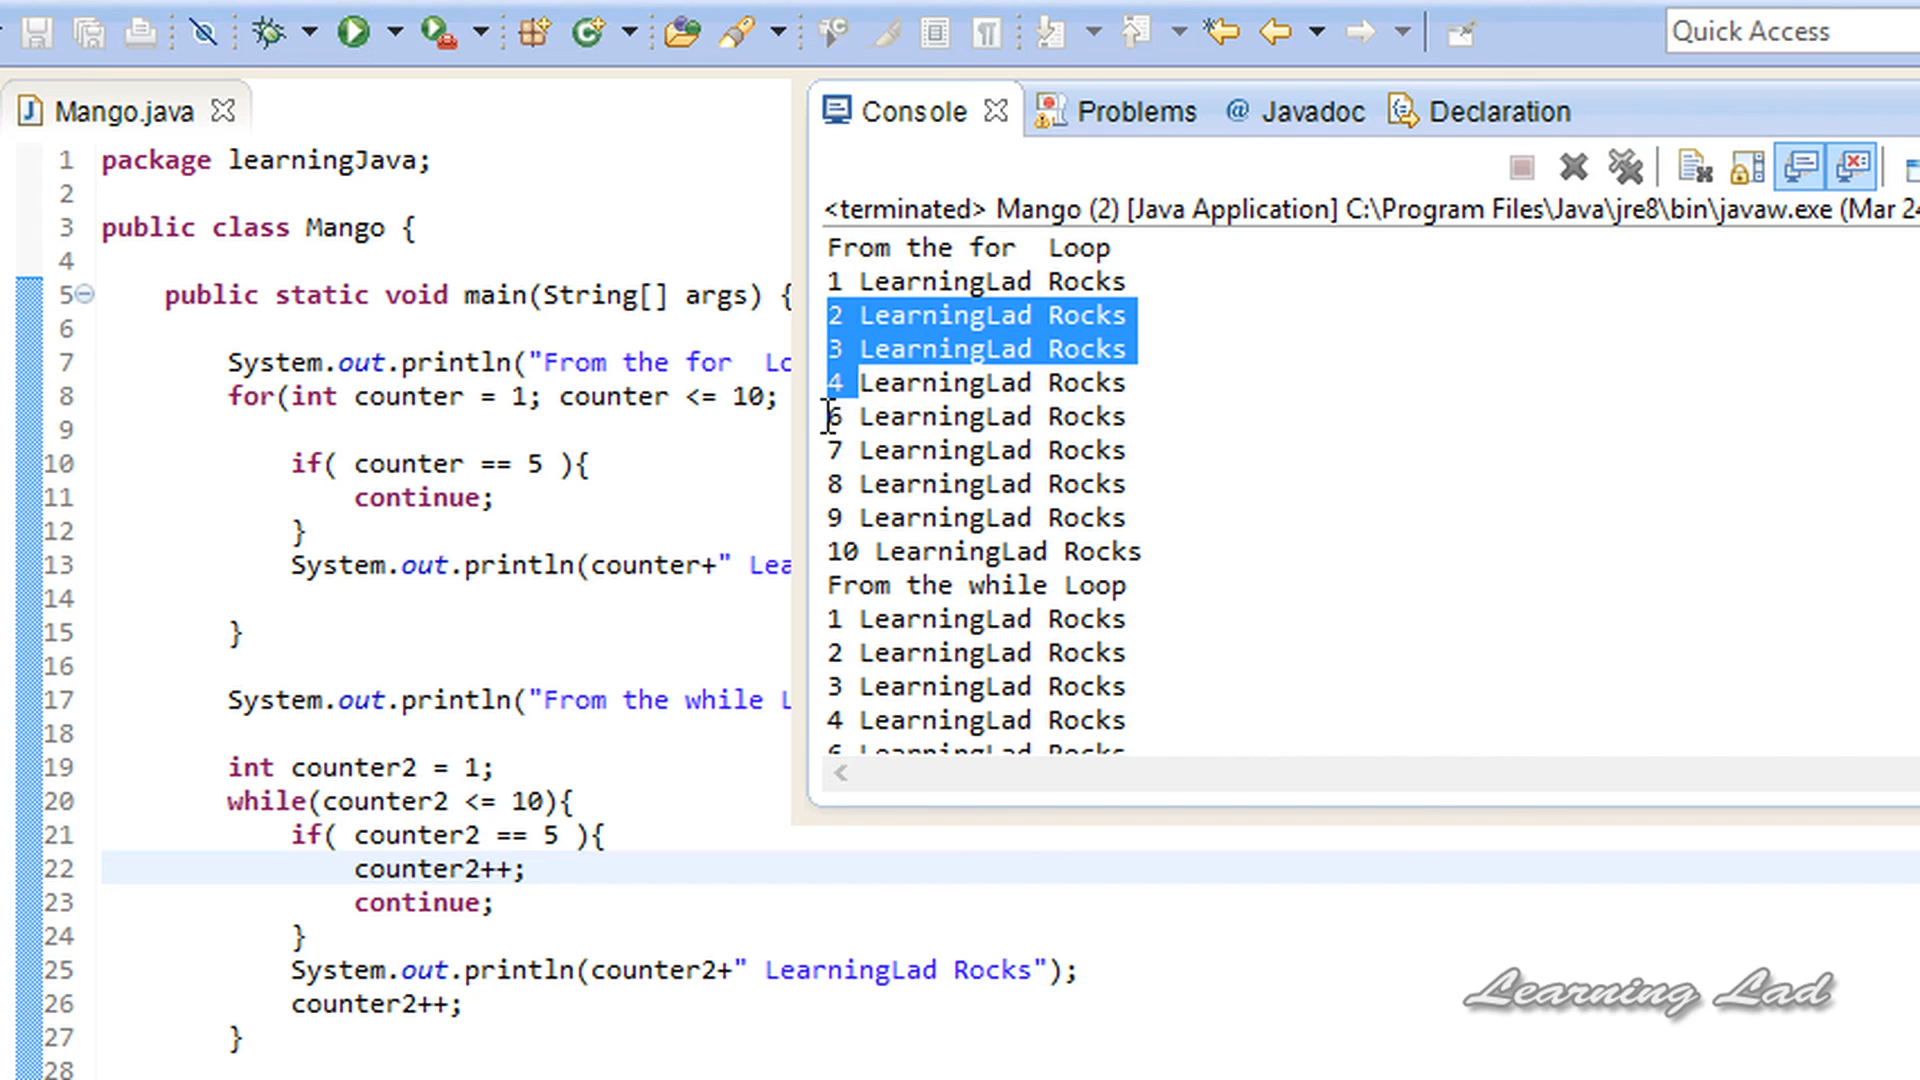 Quick Access
Mango.java
1 package learningJava;
2
3 public class Mango {
4
5 public static void main(String[] args) {
6
7 System.out.println("From the for  Lo
8 for(int counter = 1; counter <= 10;
9
10 if( counter == 5 ){
11 continue;
12 }
13 System.out.println(counter+" Lea
14
15 }
16
17 System.out.println("From the while L
18
19 int counter2 = 1;
20 while(counter2 <= 10){
21 if( counter2 == 5 ){
22 counter2++;
23 continue;
24 }
25 System.out.println(counter2+" LearningLad Rocks");
26 counter2++;
27 }
28
Console Problems @ Javadoc Declaration
<terminated> Mango (2) [Java Application] C:\Program Files\Java\jre8\bin\javaw.exe (Mar 24
From the for  Loop
1 LearningLad Rocks
2 LearningLad Rocks
3 LearningLad Rocks
4 LearningLad Rocks
6 LearningLad Rocks
7 LearningLad Rocks
8 LearningLad Rocks
9 LearningLad Rocks
10 LearningLad Rocks
From the while Loop
1 LearningLad Rocks
2 LearningLad Rocks
3 LearningLad Rocks
4 LearningLad Rocks
6 LearningLad Rocks
Learning Lad